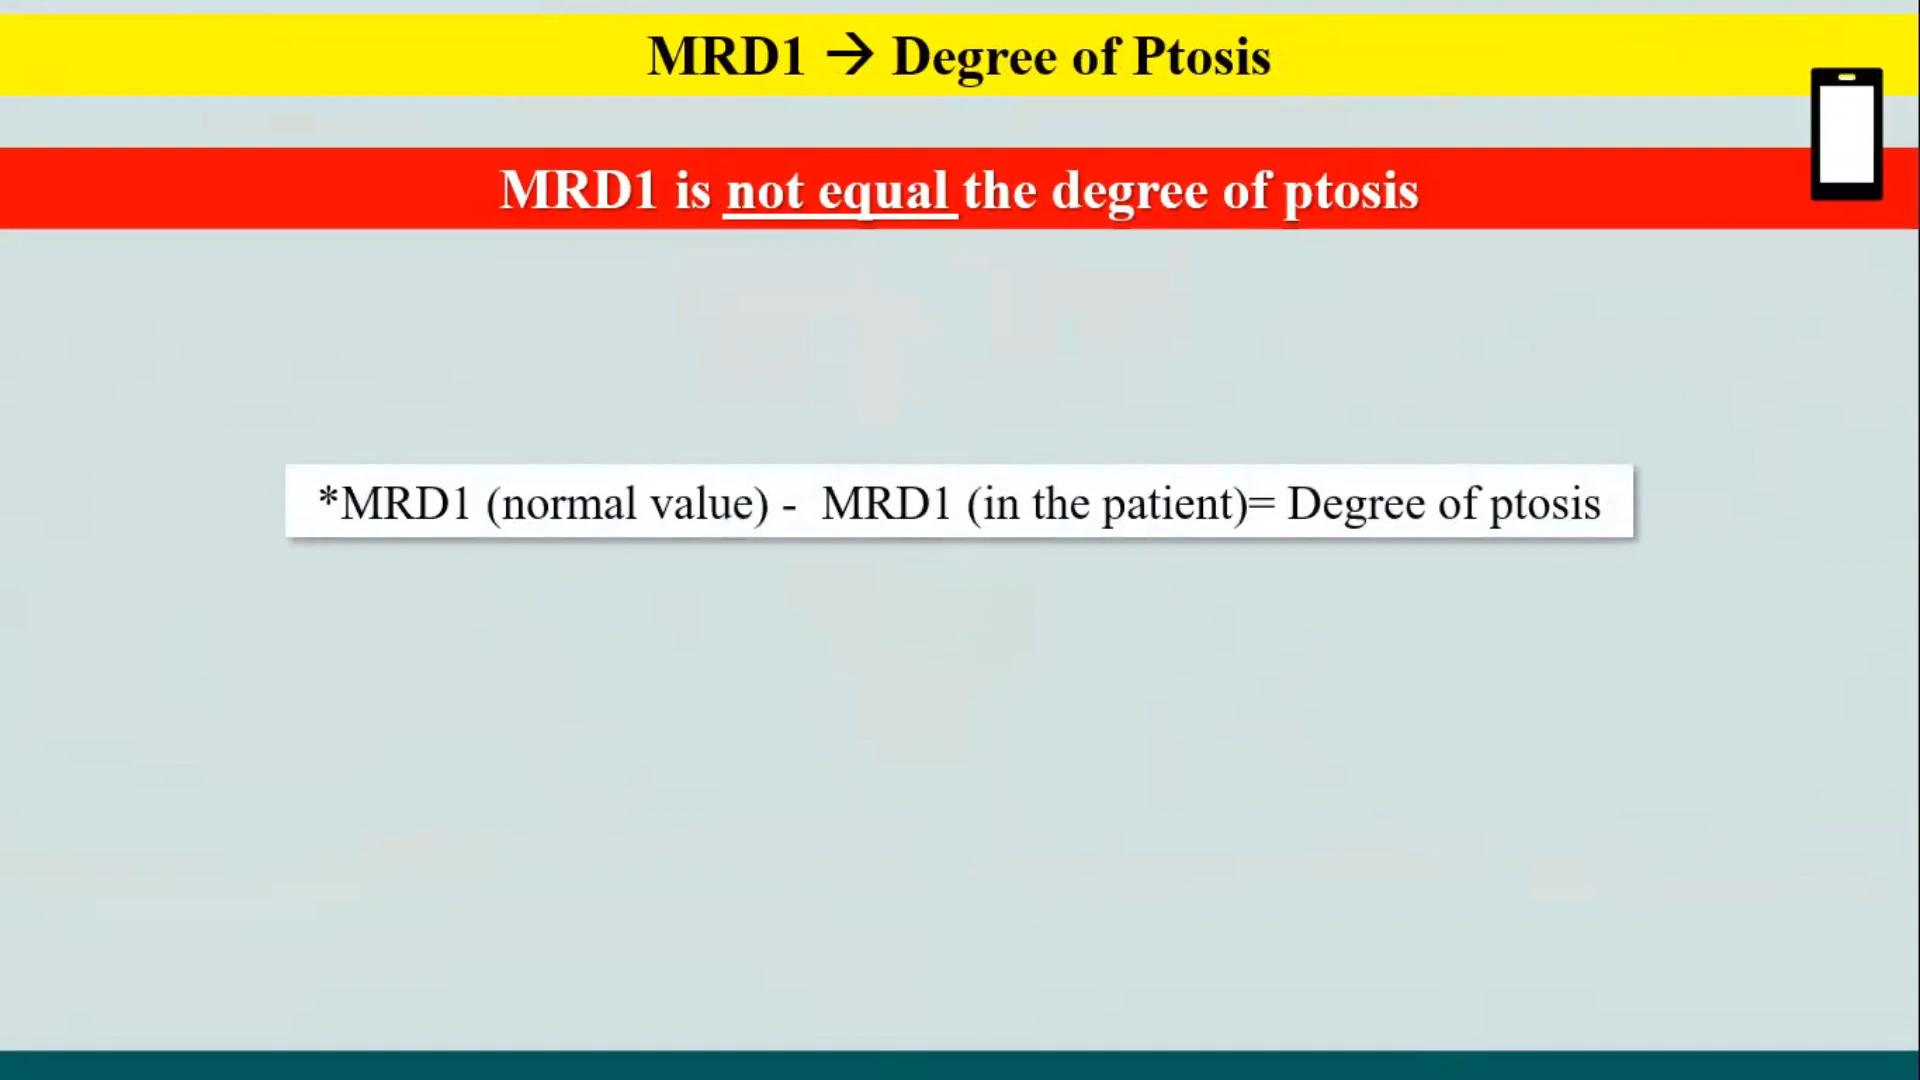 MRD1 → Degree of Ptosis
MRD1 is not equal the degree of ptosis
*MRD1 (normal value) -  MRD1 (in the patient)= Degree of ptosis